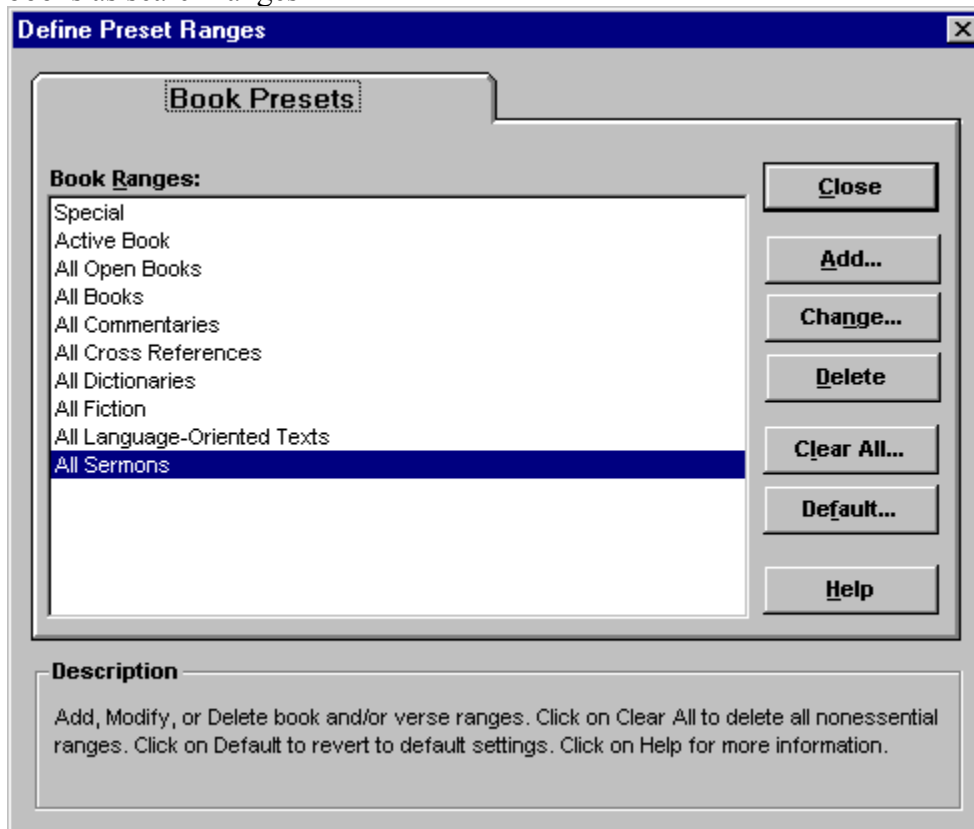 Define Preset Ranges
Book Presets
Book Ranges:
Special
Active Book
All Open Books
All Books
All Commentaries
All Cross References
All Dictionaries
All Fiction
All Language-Oriented Texts
All Sermons
Close
Add...
Change...
Delete
Clear All...
Default...
Help
Description
Add, Modify, or Delete book and/or verse ranges. Click on Clear All to delete all nonessential
ranges. Click on Default to revert to default settings. Click on Help for more information.